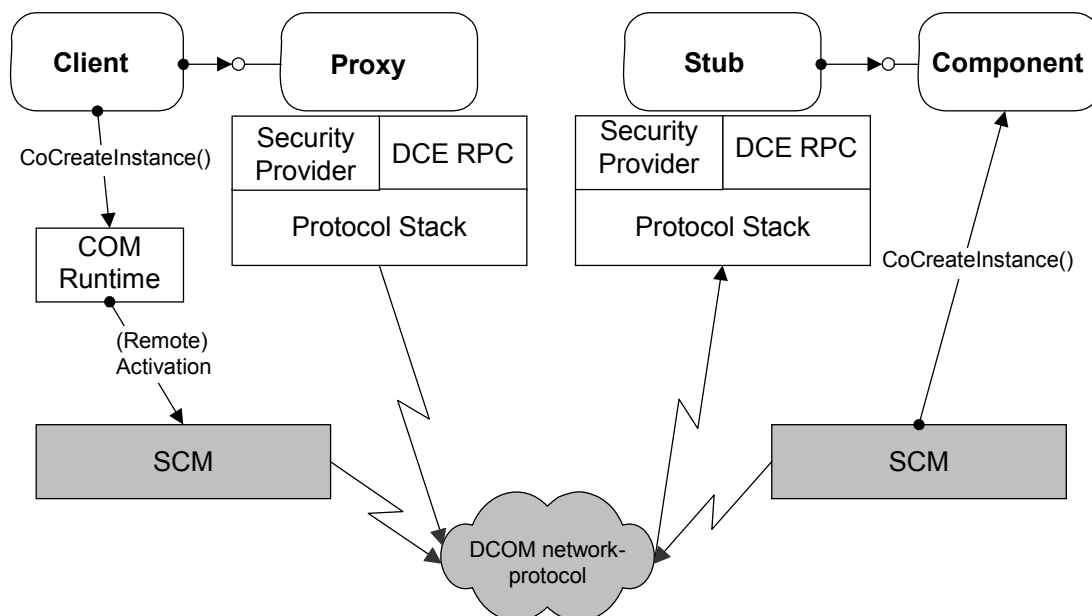 Client
Proxy
Stub
Component
Security
Provider
DCE RPC
Protocol Stack
Security
Provider
DCE RPC
Protocol Stack
CoCreateInstance()
COM
Runtime
CoCreateInstance()
(Remote)
Activation
SCM
SCM
DCOM network-
protocol